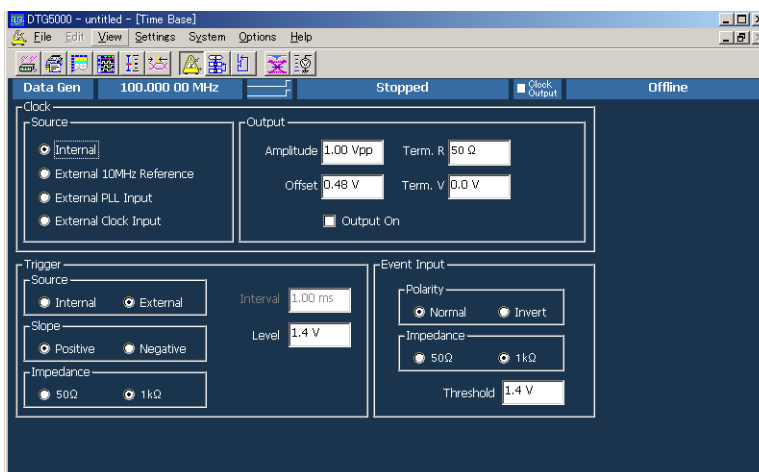 DTG5000 - untitled - [Time Base]
File Edit View Settings System Options Help
Data Gen 100.000 00 MHz Stopped Clock Output Offline
Clock
Source
Internal
External 10MHz Reference
External PLL Input
External Clock Input
Output
Amplitude 1.00 Vpp Term. R 50 Ω
Offset 0.48 V Term. V 0.0 V
Output On
Trigger
Source
Internal External
Interval 1.00 ms
Slope
Positive Negative
Level 1.4 V
Impedance
50Ω 1kΩ
Event Input
Polarity
Normal Invert
Impedance
50Ω 1kΩ
Threshold 1.4 V